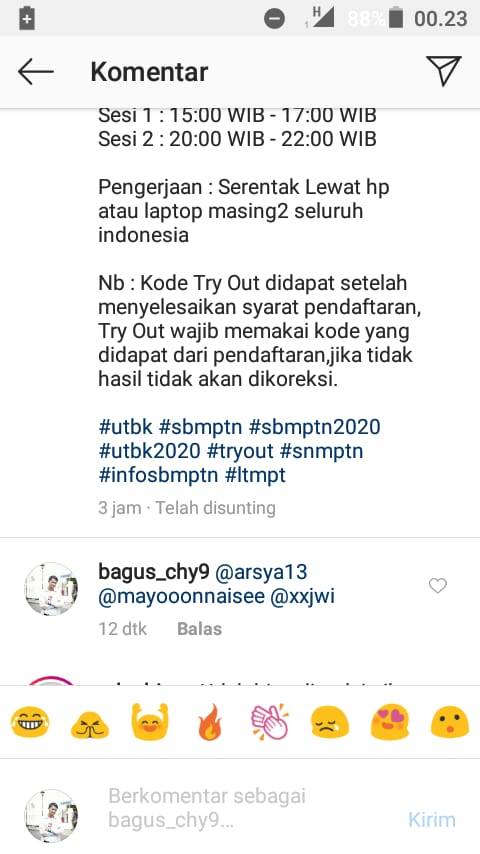 1 H 88% 00.23
Komentar
Sesi 1 : 15:00 WIB - 17:00 WIB
Sesi 2 : 20:00 WIB - 22:00 WIB
Pengerjaan : Serentak Lewat hp
atau laptop masing2 seluruh
indonesia
Nb : Kode Try Out didapat setelah
menyelesaikan syarat pendaftaran,
Try Out wajib memakai kode yang
didapat dari pendaftaran,jika tidak
hasil tidak akan dikoreksi.
#utbk #sbmptn #sbmptn2020
#utbk2020 #tryout #snmptn
#infosbmptn #ltmpt
3 jam · Telah disunting
bagus_chy9 @arsya13
@mayooonnaisee @xxjwi
12 dtk Balas
Berkomentar sebagai
bagus_chy9... Kirim